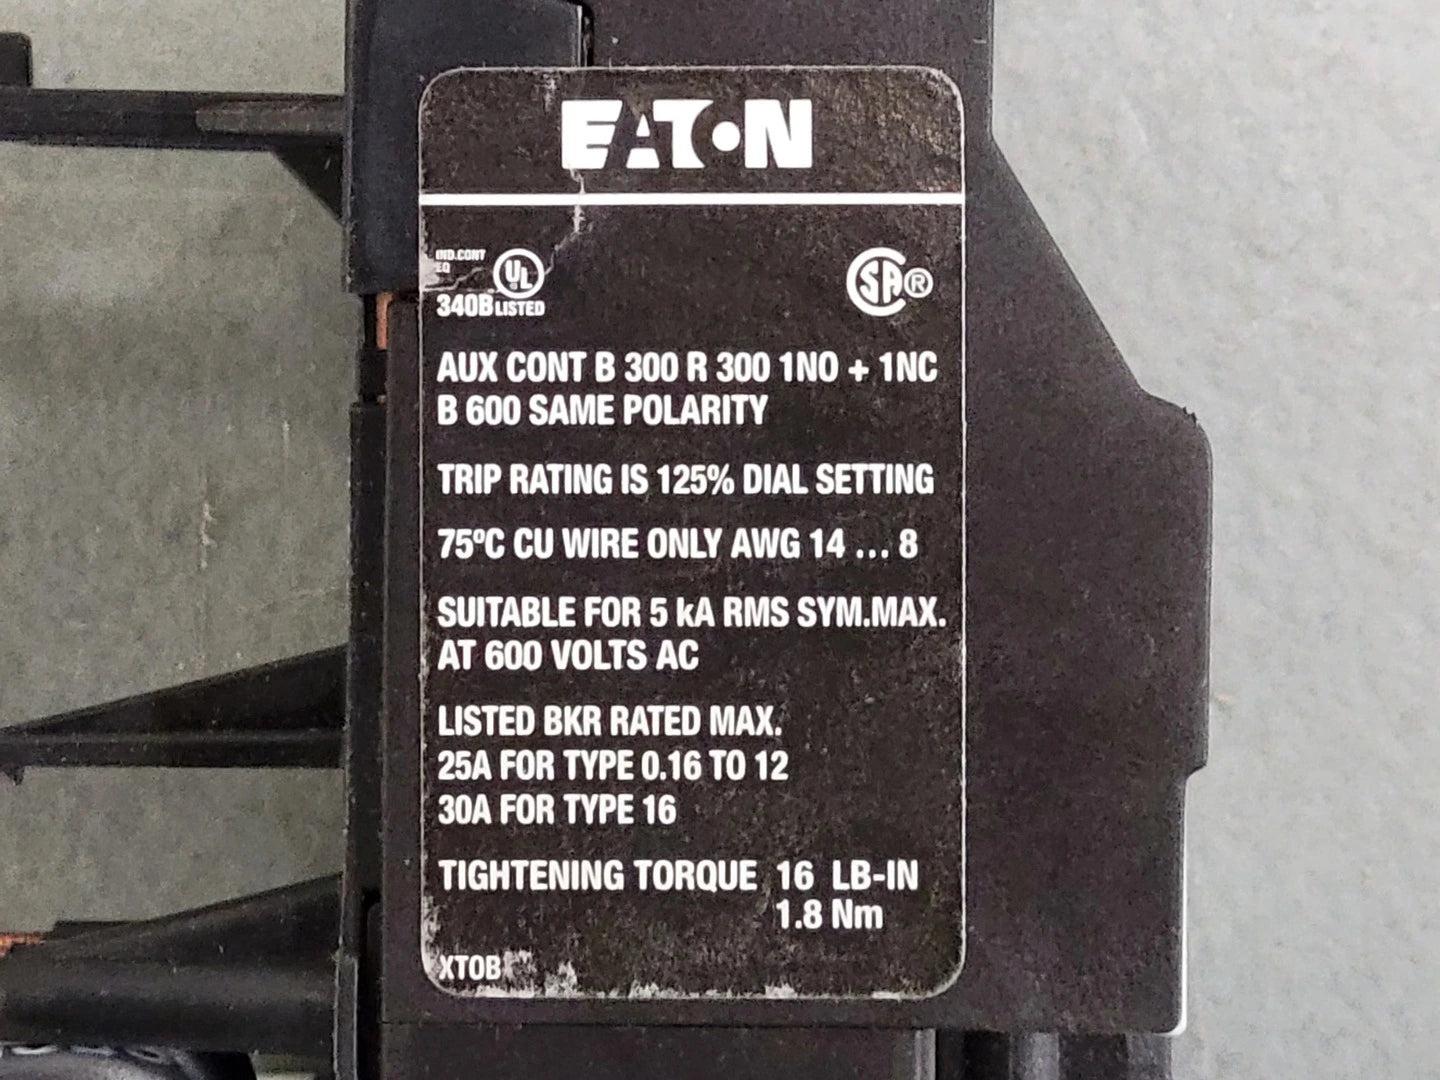 EATON
IND.CONT
EQ
UL
340B LISTED
SA®
AUX CONT B 300 R 300 1NO + 1NC
B 600 SAME POLARITY
TRIP RATING IS 125% DIAL SETTING
75ºC CU WIRE ONLY AWG 14 ... 8
SUITABLE FOR 5 kA RMS SYM.MAX.
AT 600 VOLTS AC
LISTED BKR RATED MAX.
25A FOR TYPE 0.16 TO 12
30A FOR TYPE 16
TIGHTENING TORQUE 16 LB-IN
1.8 Nm
XTOB